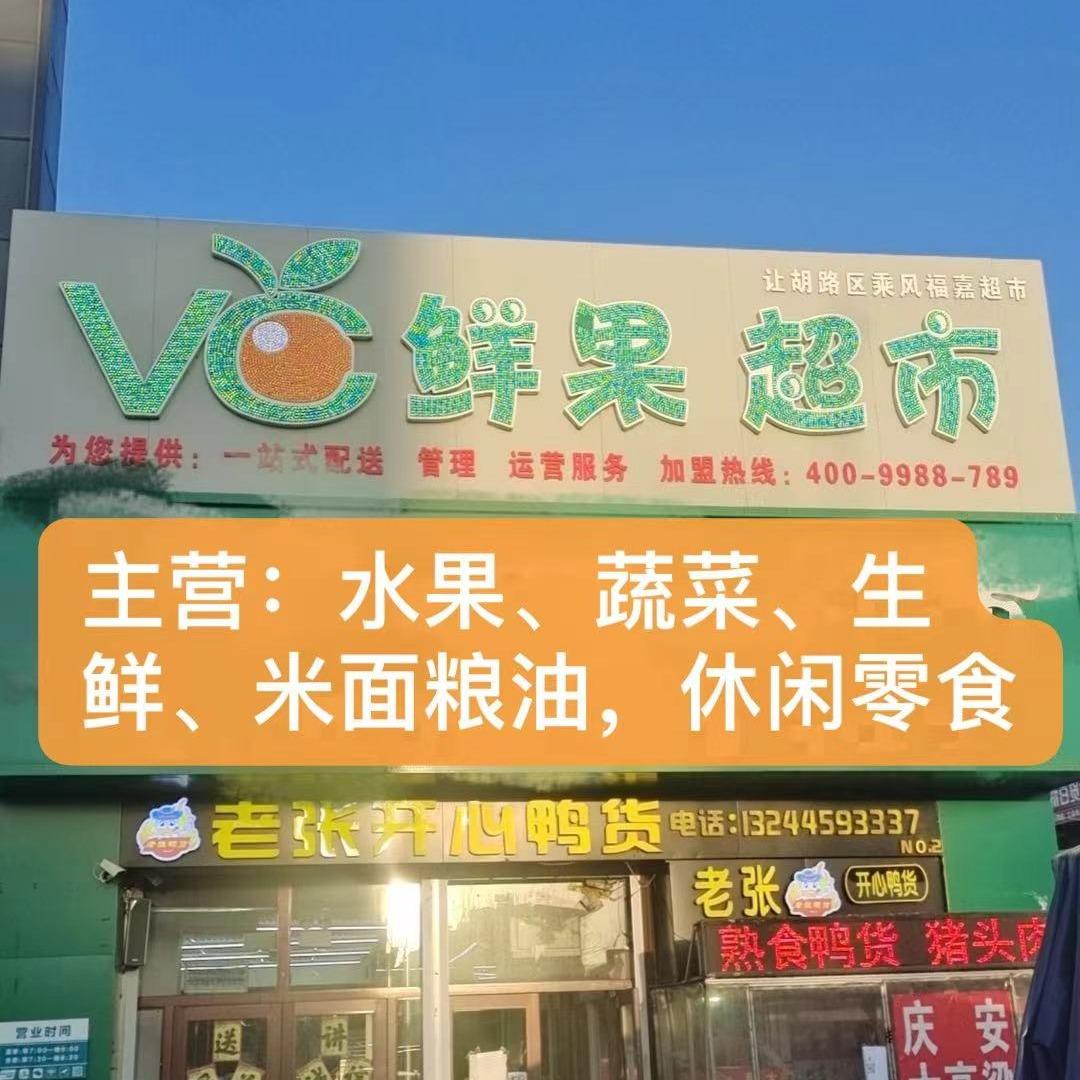 让胡路区乘风福嘉超市
VC鲜果 超市
为您提供：一站式配送 管理 运营服务 加盟热线：400-9988-789
主营：水果、蔬菜、生
鲜、米面粮油，休闲零食
老张开心鸭货 电话:13244593337
NO.2
老张 开心鸭货
熟食鸭货 猪头肉
营业时间
庆安
送 讲